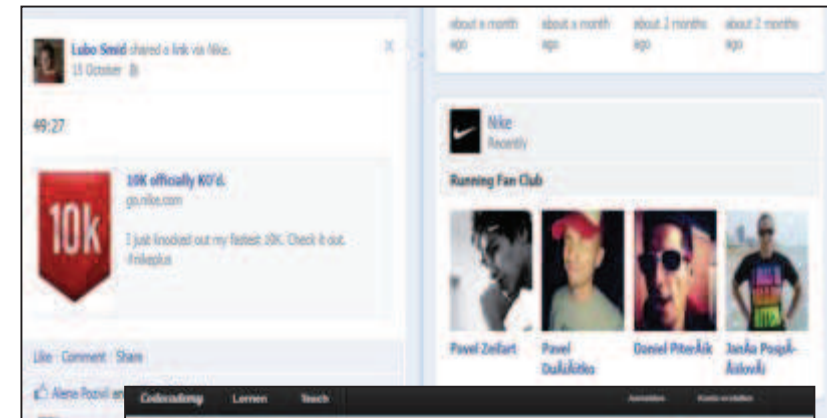 Lubo Smid shared a link via Nike.
15 October
49:27
10K officially KO'd.
go.nike.com
10k
I just knocked out my fastest 10K. Check it out.
#nikeplus
Like Comment Share
about a month ago
about a month ago
about 2 months ago
about 2 months ago
Nike
Recently
Running Fan Club
Pavel Zeifart
Pavel
Daniel PiterÅik
Codecademy Lernen Teach
Anmelden